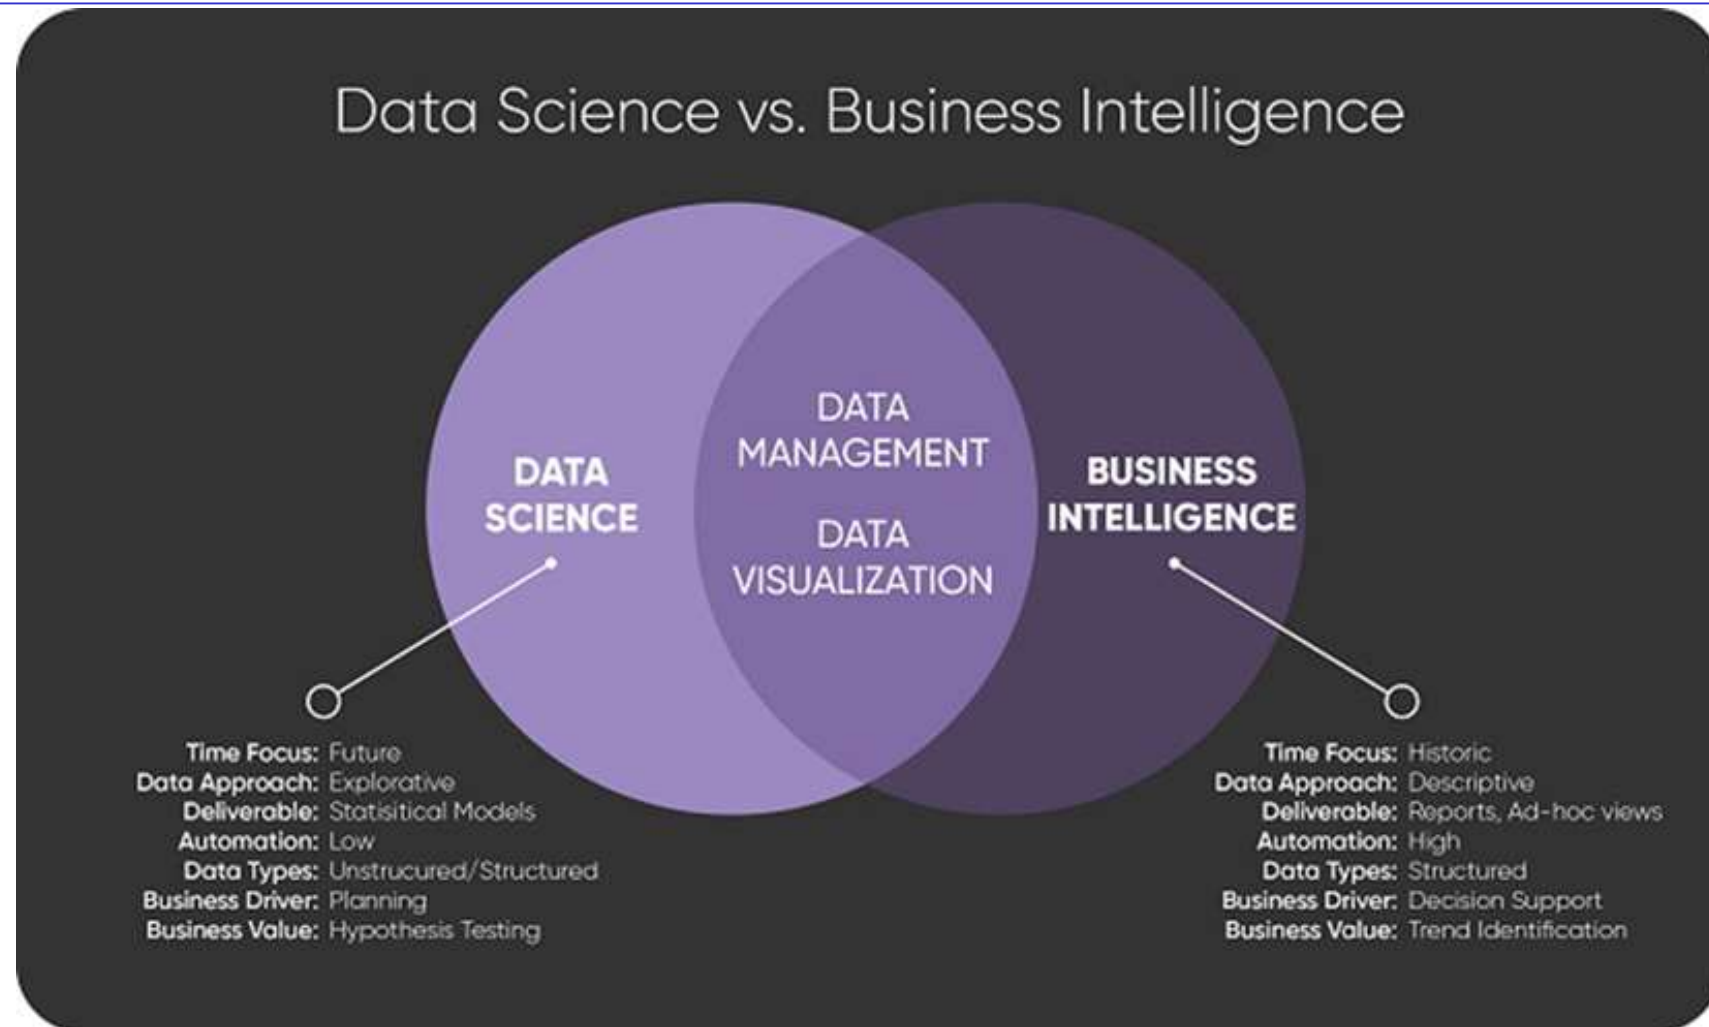 Data Science vs. Business Intelligence
DATA
SCIENCE
DATA
MANAGEMENT
DATA
VISUALIZATION
BUSINESS
INTELLIGENCE
Time Focus: Future
Data Approach: Explorative
Deliverable: Statisitical Models
Automation: Low
Data Types: Unstrucured/Structured
Business Driver: Planning
Business Value: Hypothesis Testing
Time Focus: Historic
Data Approach: Descriptive
Deliverable: Reports, Ad-hoc views
Automation: High
Data Types: Structured
Business Driver: Decision Support
Business Value: Trend Identification